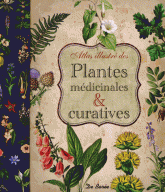 Atlas illustré des
Plantes
médicinales
& curatives
De Borée